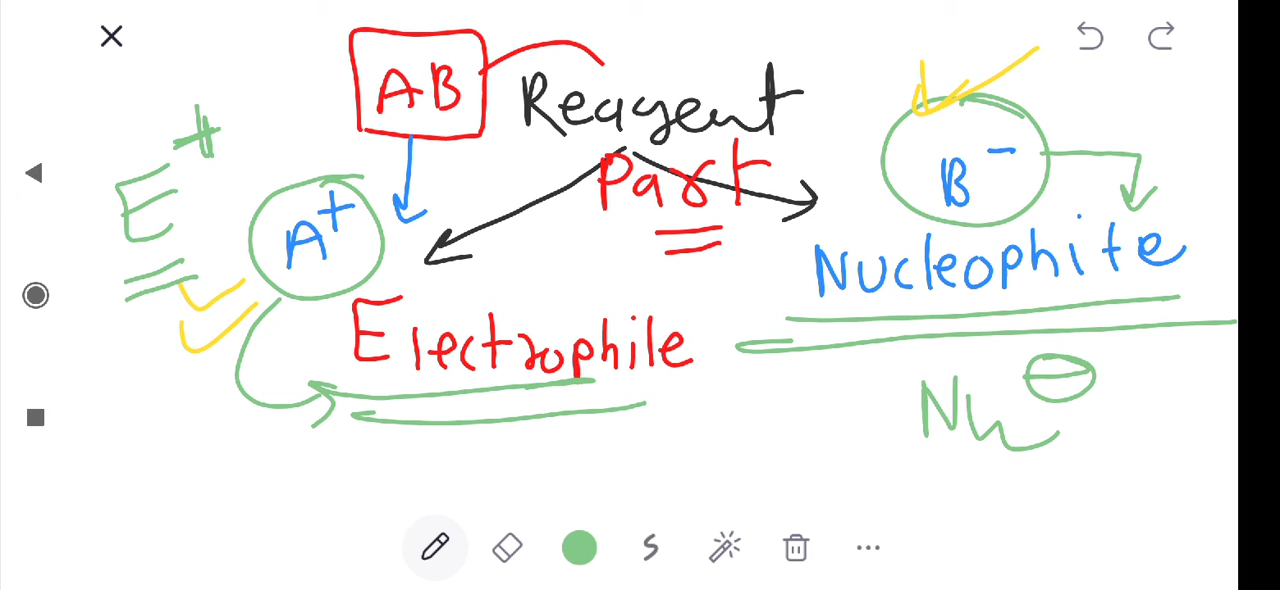 AB Reagent
Part
E+
A+
B-
Nucleophite
Electrophile
Nu⊖